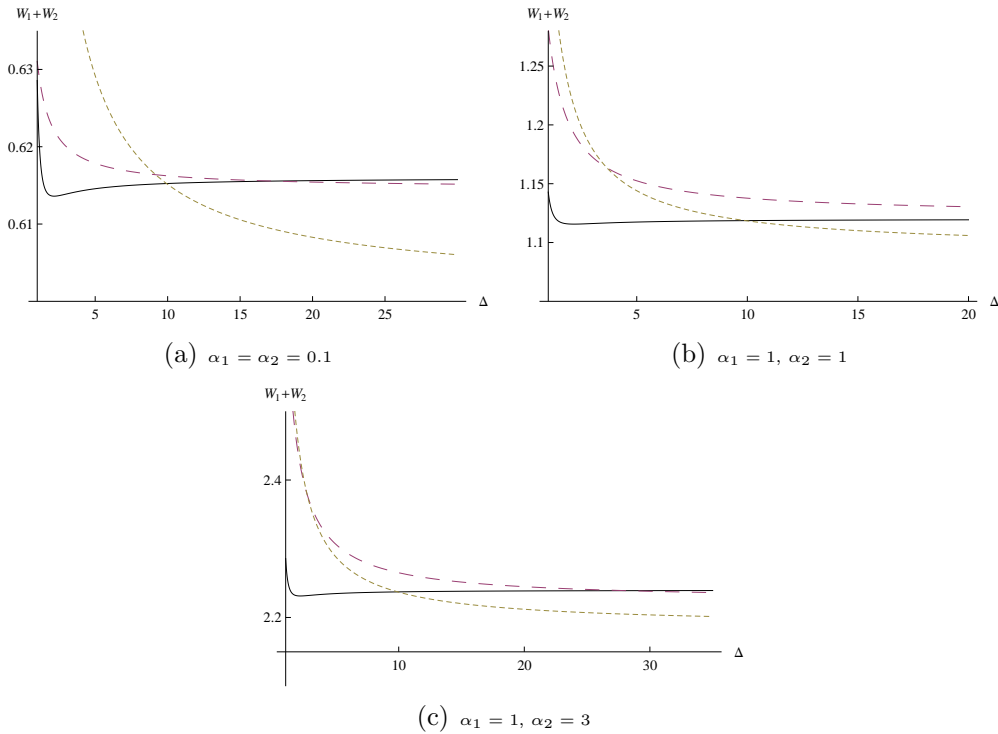 W₁+W₂
0.63
0.62
0.61
5 10 15 20 25 Δ
(a) α₁ = α₂ = 0.1
W₁+W₂
1.25
1.2
1.15
1.1
5 10 15 20 Δ
(b) α₁ = 1, α₂ = 1
W₁+W₂
2.4
2.2
10 20 30 Δ
(c) α₁ = 1, α₂ = 3